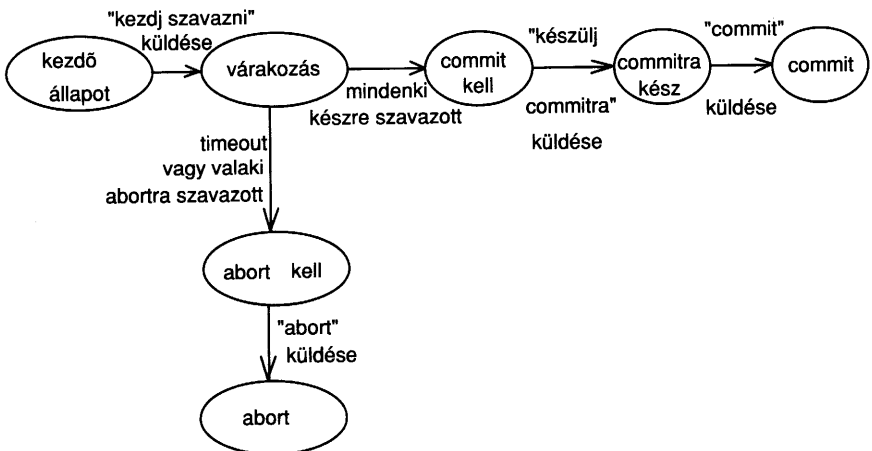 "kezdj szavazni"
küldése
kezdő
állapot
várakozás
mindenki
készre szavazott
commit
kell
"készülj
commitra"
küldése
commitra
kész
"commit"
küldése
commit
timeout
vagy valaki
abortra szavazott
abort kell
"abort"
küldése
abort